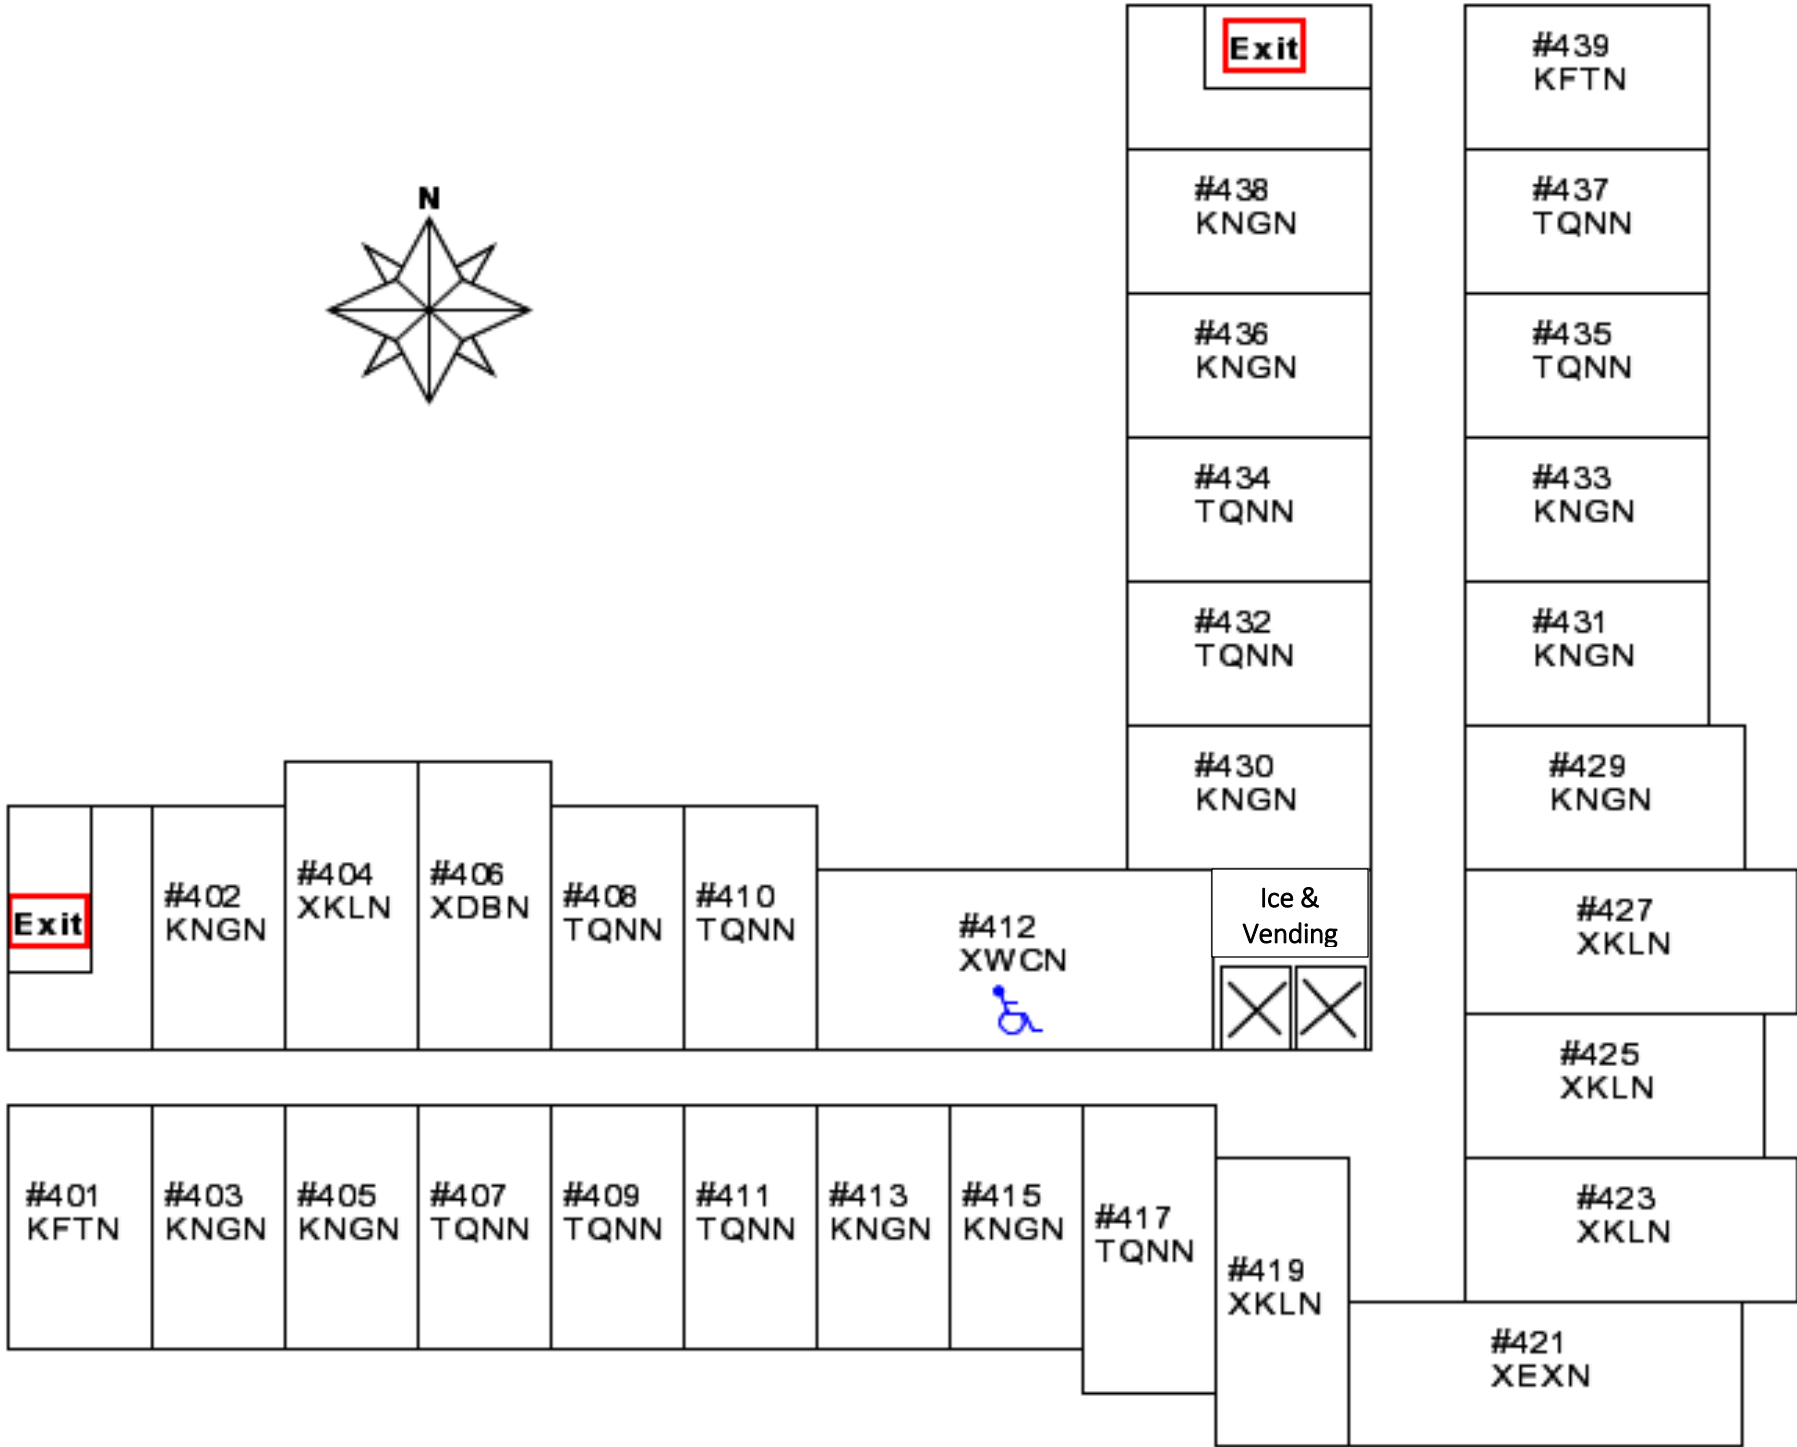 Exit
#439
KFTN
N
#438
KNGN
#437
TQNN
#436
KNGN
#435
TQNN
#434
TQNN
#433
KNGN
#432
TQNN
#431
KNGN
#430
KNGN
#429
KNGN
Exit
#402
KNGN
#404
XKLN
#406
XDBN
#408
TQNN
#410
TQNN
#412
XWCN
Ice &
Vending
#427
XKLN
#425
XKLN
#401
KFTN
#403
KNGN
#405
KNGN
#407
TQNN
#409
TQNN
#411
TQNN
#413
KNGN
#415
KNGN
#417
TQNN
#419
XKLN
#423
XKLN
#421
XEXN